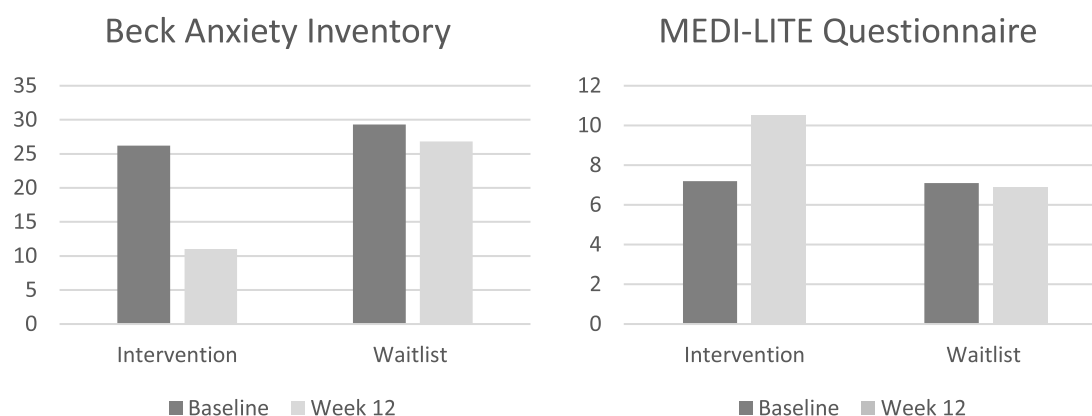 Beck Anxiety Inventory
35
30
25
20
15
10
5
0
Intervention Waitlist
Baseline Week 12
MEDI-LITE Questionnaire
12
10
8
6
4
2
0
Intervention Waitlist
Baseline Week 12